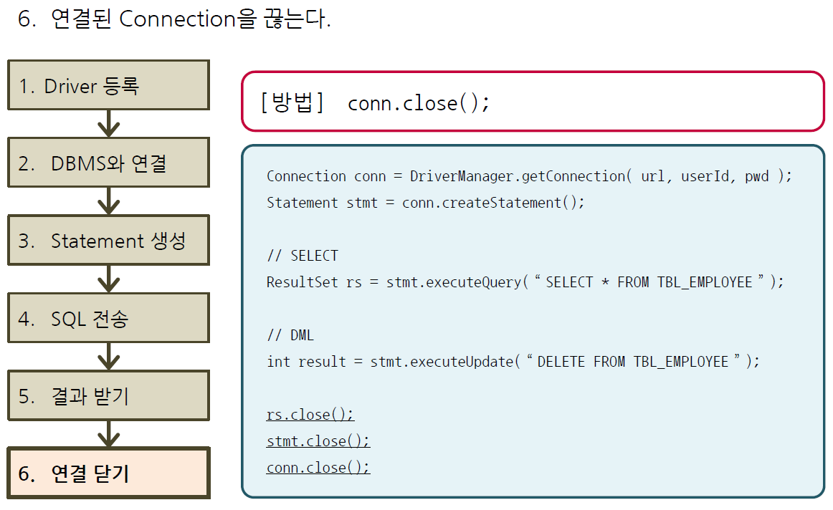 6. 연결된 Connection을 끊는다.
1. Driver 등록
2. DBMS와 연결
3. Statement 생성
4. SQL 전송
5. 결과 받기
6. 연결 닫기
[방법] conn.close();
Connection conn = DriverManager.getConnection( url, userId, pwd );
Statement stmt = conn.createStatement();
// SELECT
ResultSet rs = stmt.executeQuery(“SELECT * FROM TBL_EMPLOYEE”);
// DML
int result = stmt.executeUpdate(“DELETE FROM TBL_EMPLOYEE”);
rs.close();
stmt.close();
conn.close();